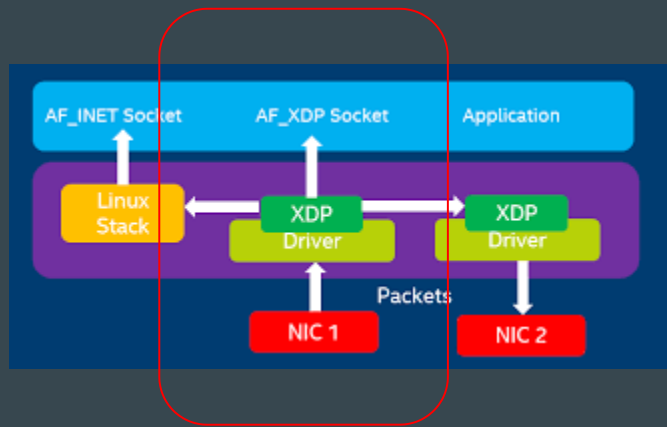 AF_INET Socket
AF_XDP Socket
Application
Linux
Stack
XDP
Driver
XDP
Driver
Packets
NIC 1
NIC 2